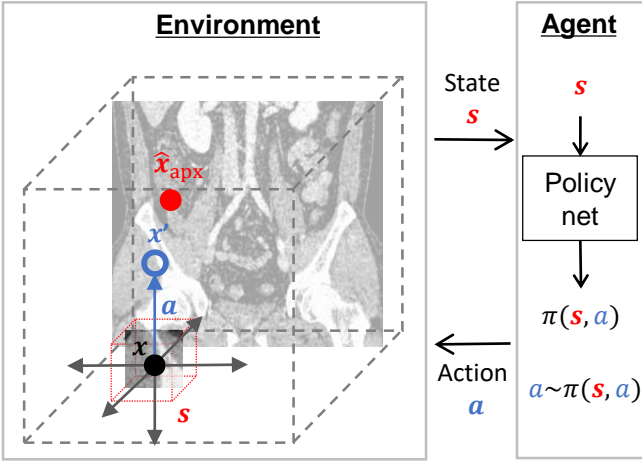 Environment
x̂apx
x′
a
x
s
State
s
Action
a
Agent
s
Policy
net
π(s, a)
a~π(s, a)